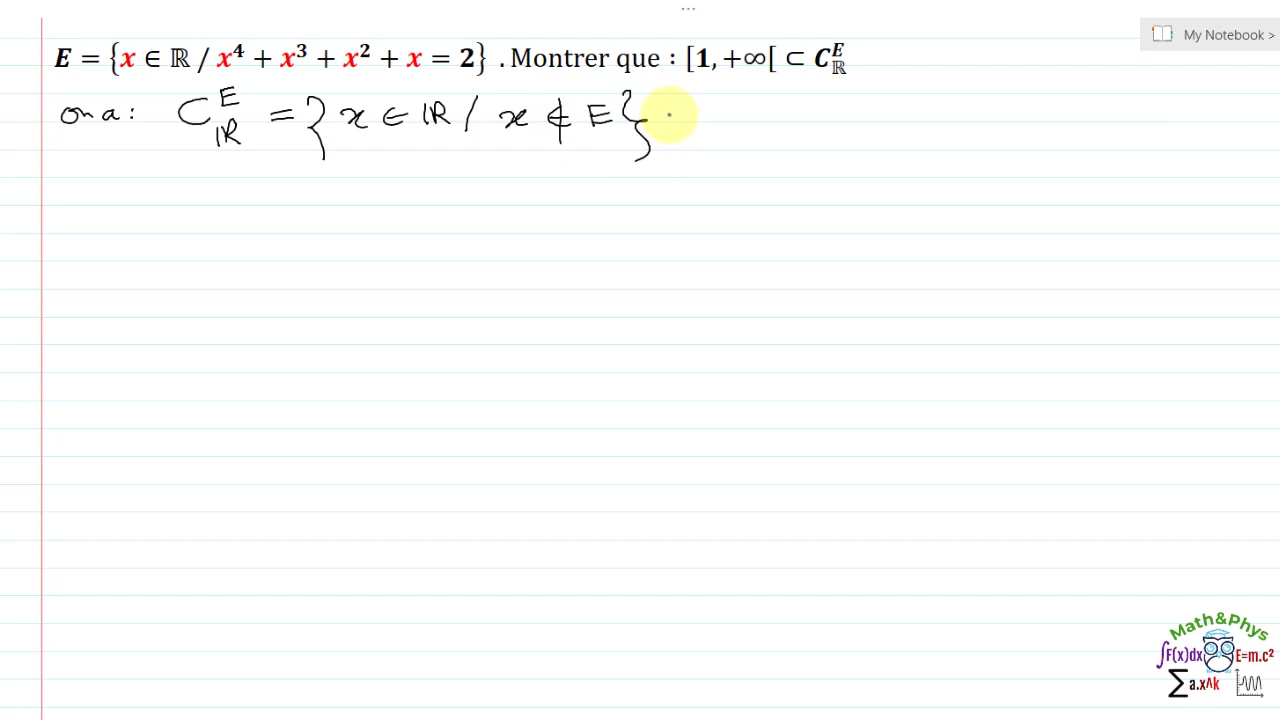 ...
My Notebook >
E = {x ∈ ℝ / x⁴ + x³ + x² + x = 2} . Montrer que : [1, +∞[ ⊂ C_ℝ^E
on a : C_ℝ^E = {x ∈ ℝ / x ∉ E}
Math&Phys
∫F(x)dx E=m.c²
∑ a.x^k